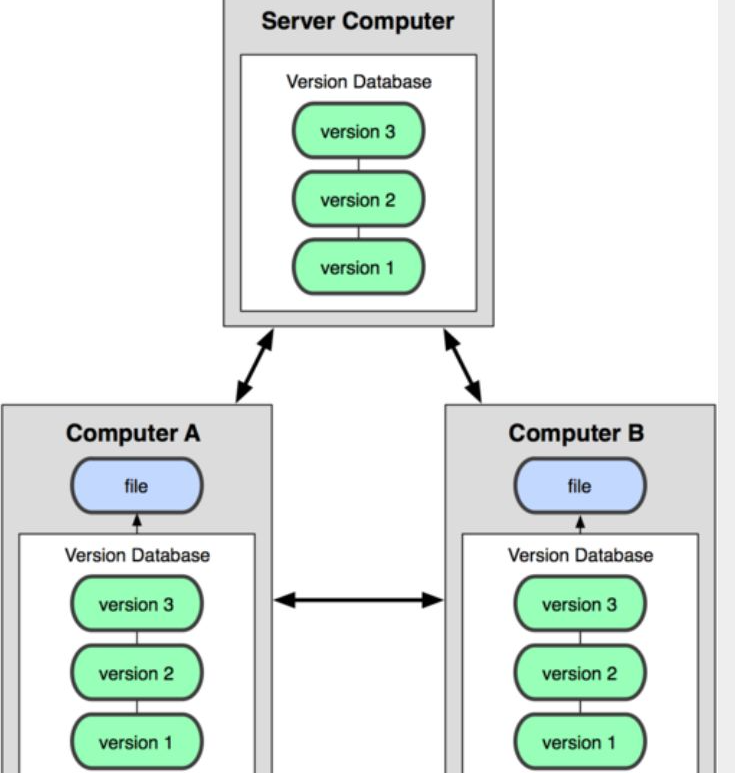 Server Computer
Version Database
version 3
version 2
version 1
Computer A
file
Version Database
version 3
version 2
version 1
Computer B
file
Version Database
version 3
version 2
version 1